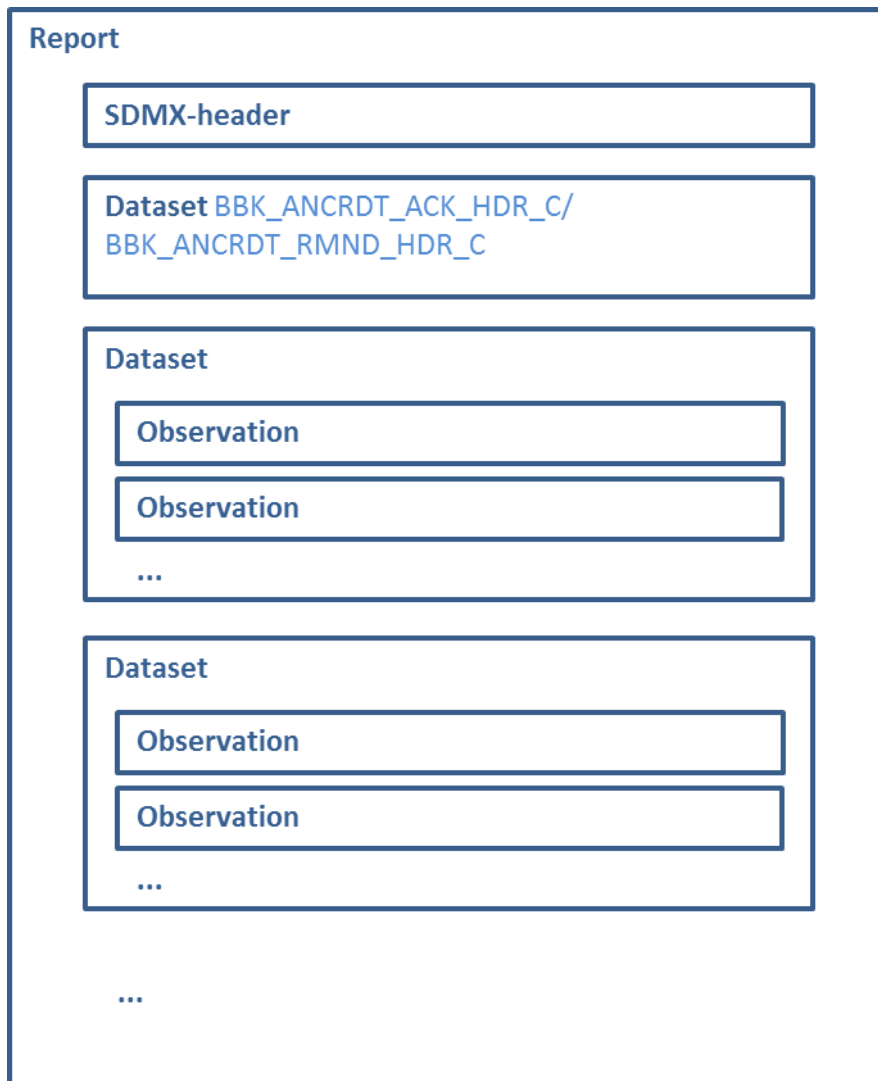 Report
SDMX-header
Dataset BBK_ANCRDT_ACK_HDR_C/
BBK_ANCRDT_RMND_HDR_C
Dataset
Observation
Observation
...
Dataset
Observation
Observation
...
...